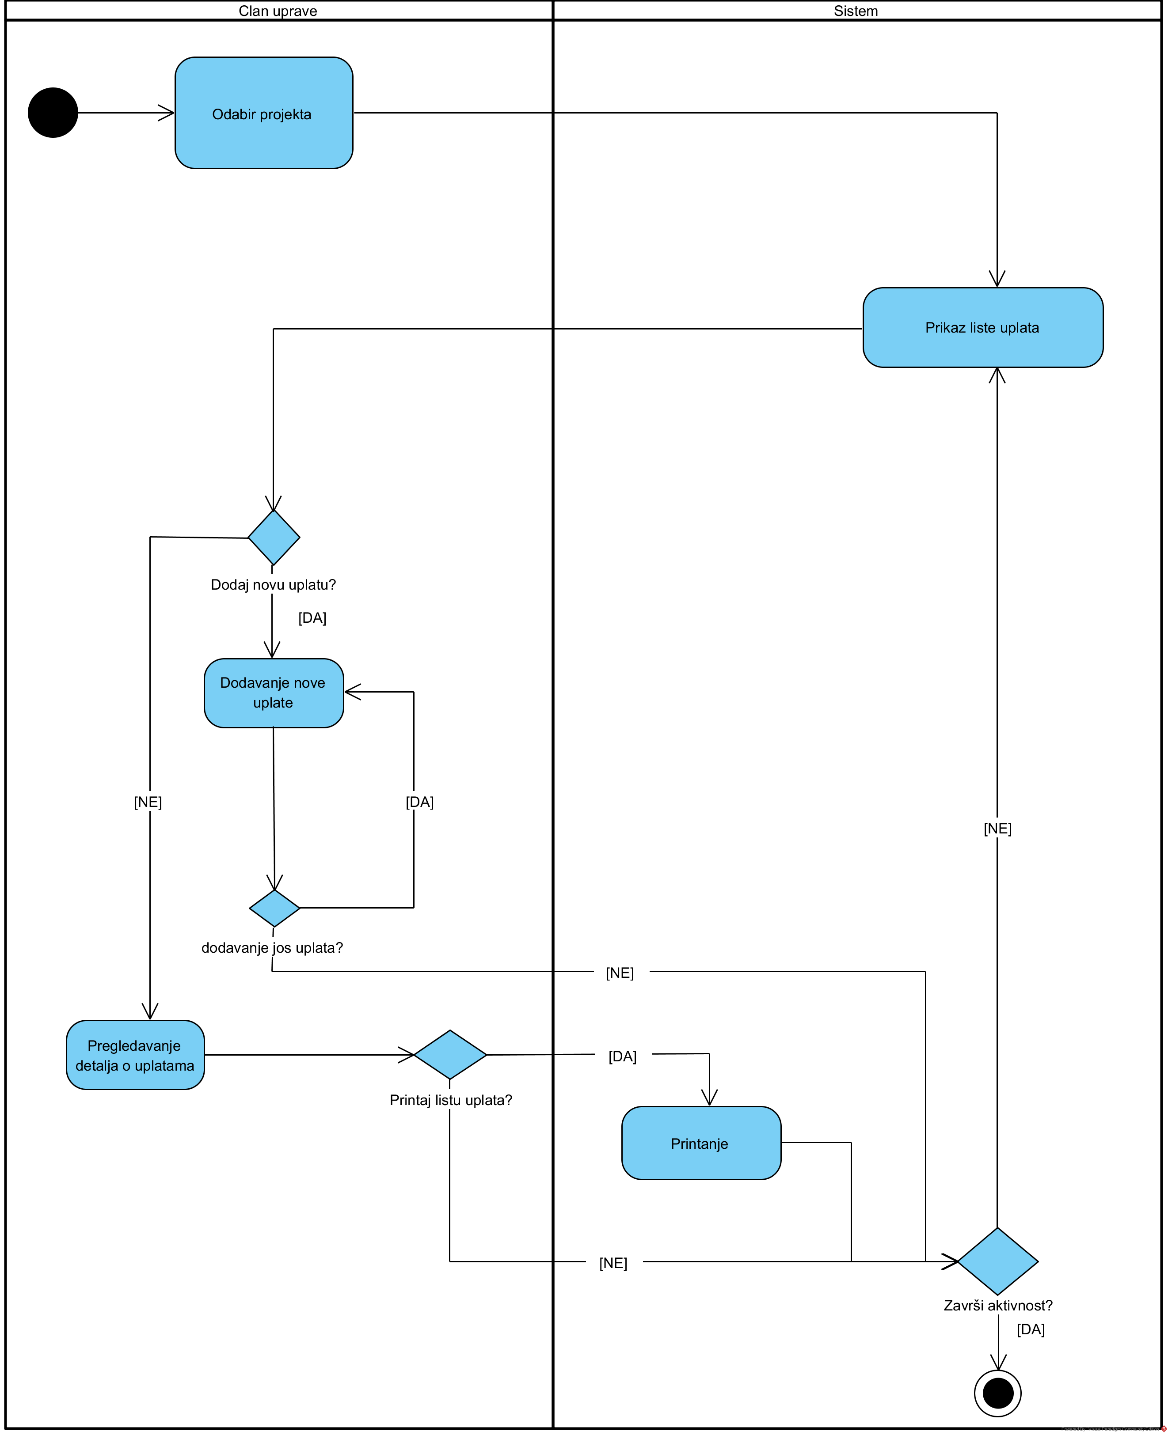 Clan uprave
Sistem
Odabir projekta
Prikaz liste uplata
Dodaj novu uplatu?
[DA]
Dodavanje nove
uplate
[NE]
[DA]
[NE]
dodavanje jos uplata?
[NE]
Pregledavanje
detalja o uplatama
[DA]
Printaj listu uplata?
Printanje
[NE]
Završi aktivnost?
[DA]